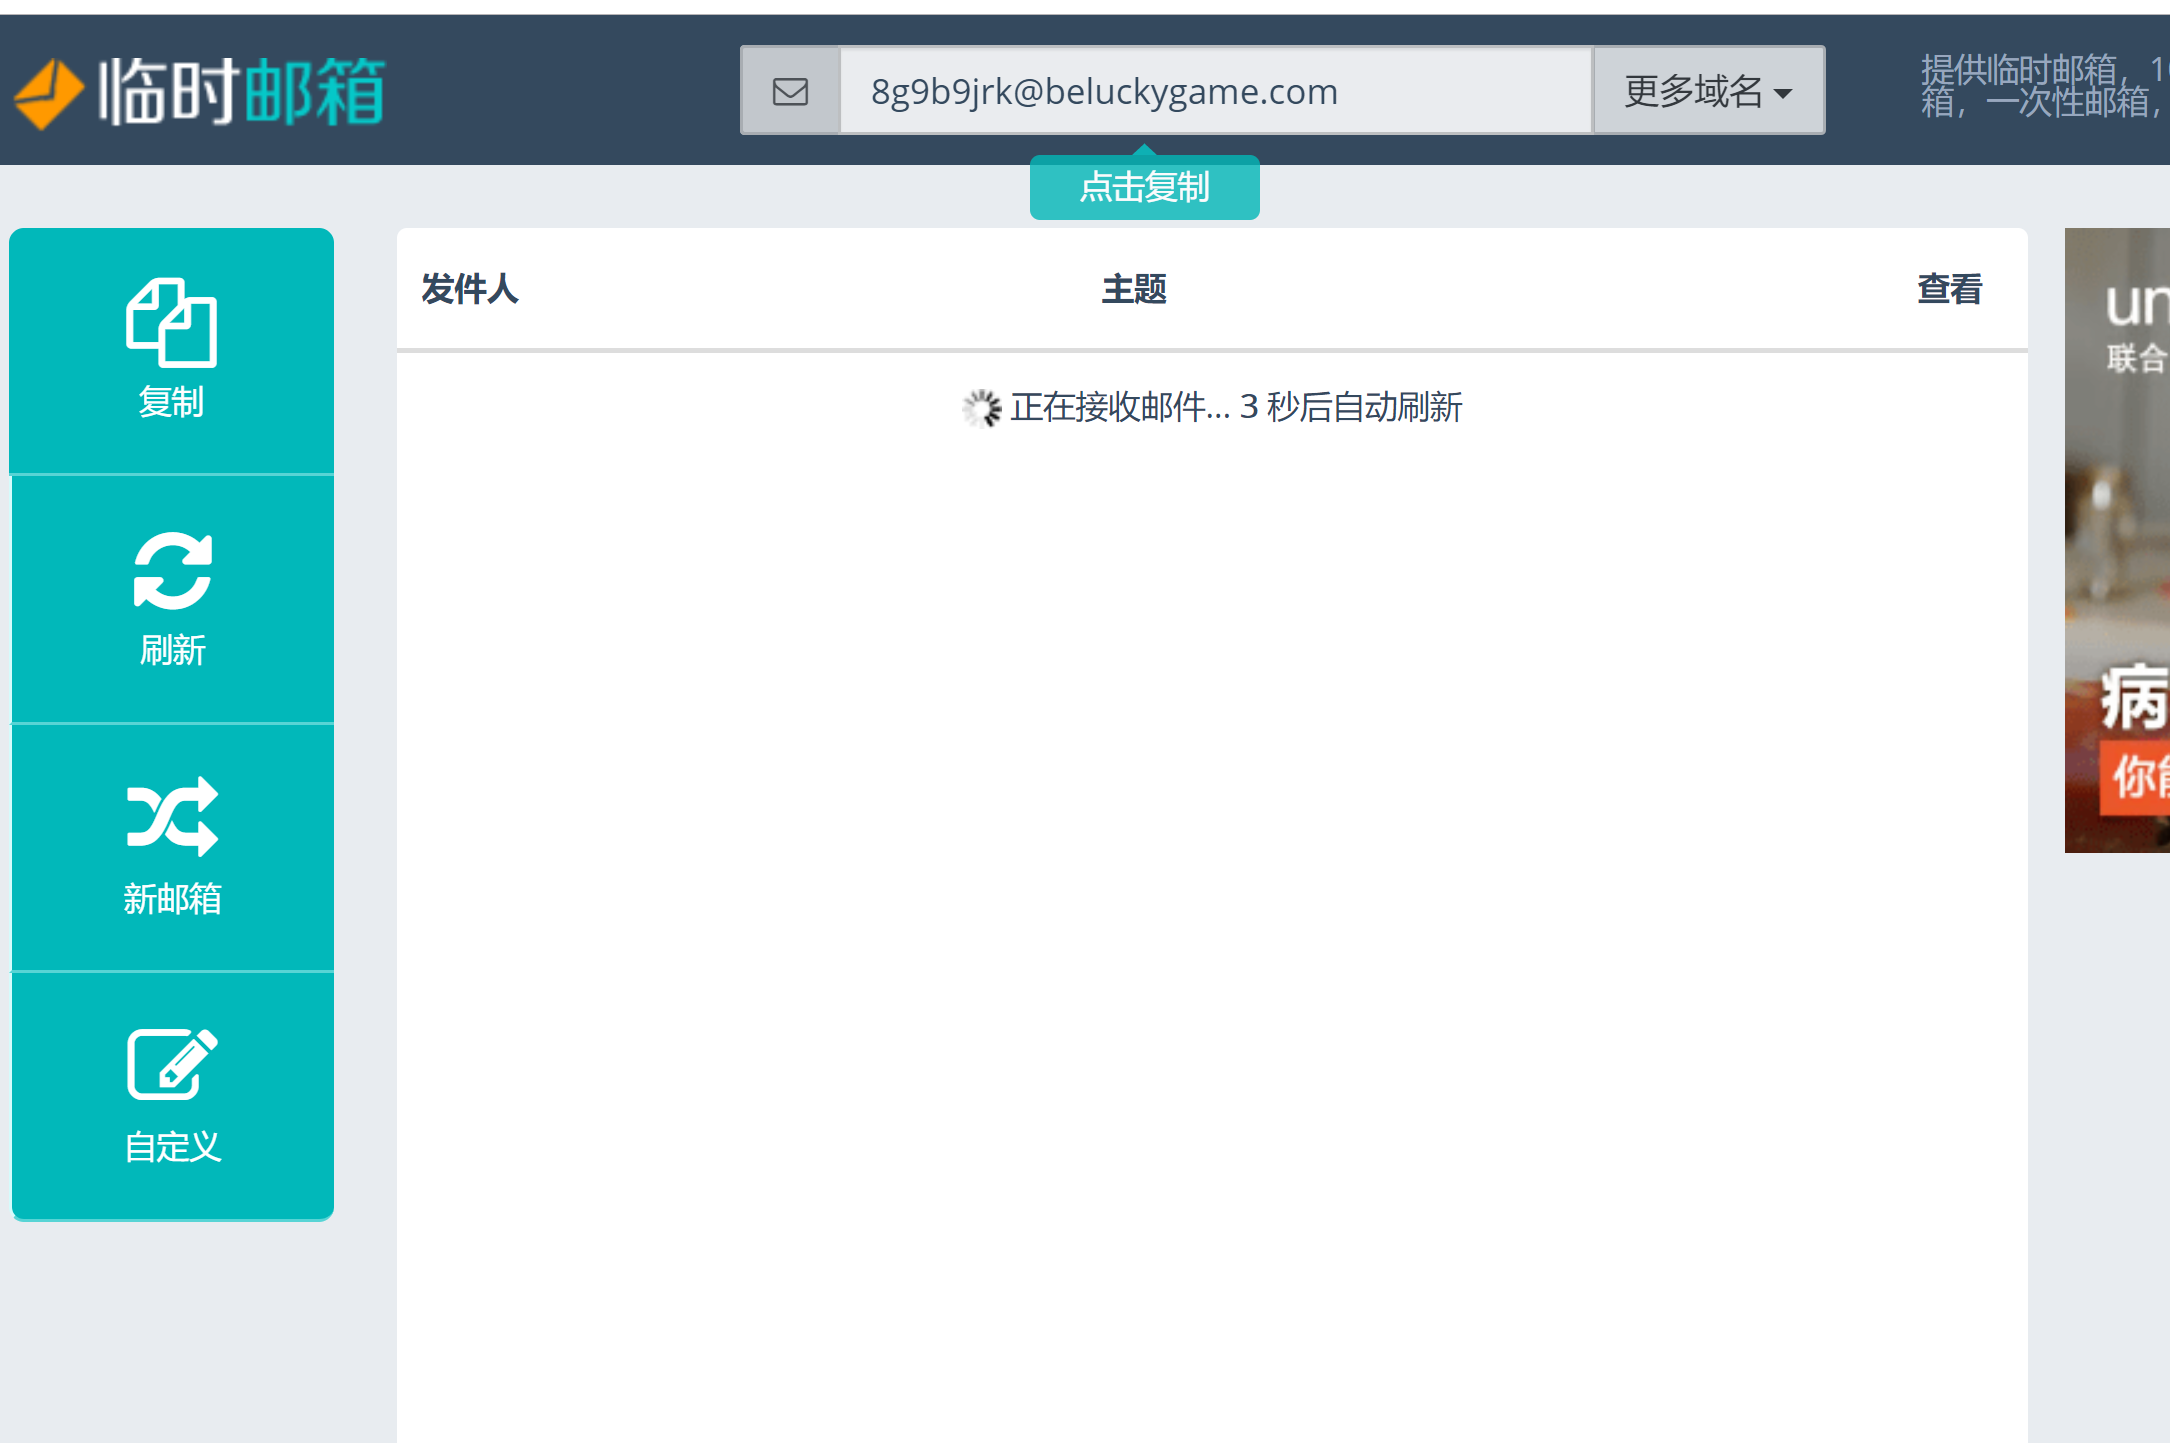 临时邮箱
8g9b9jrk@beluckygame.com
更多域名
提供临时邮箱，
箱，一次性邮箱，
点击复制
复制
刷新
新邮箱
自定义
发件人 主题 查看
正在接收邮件... 3 秒后自动刷新
un
联合
病
你